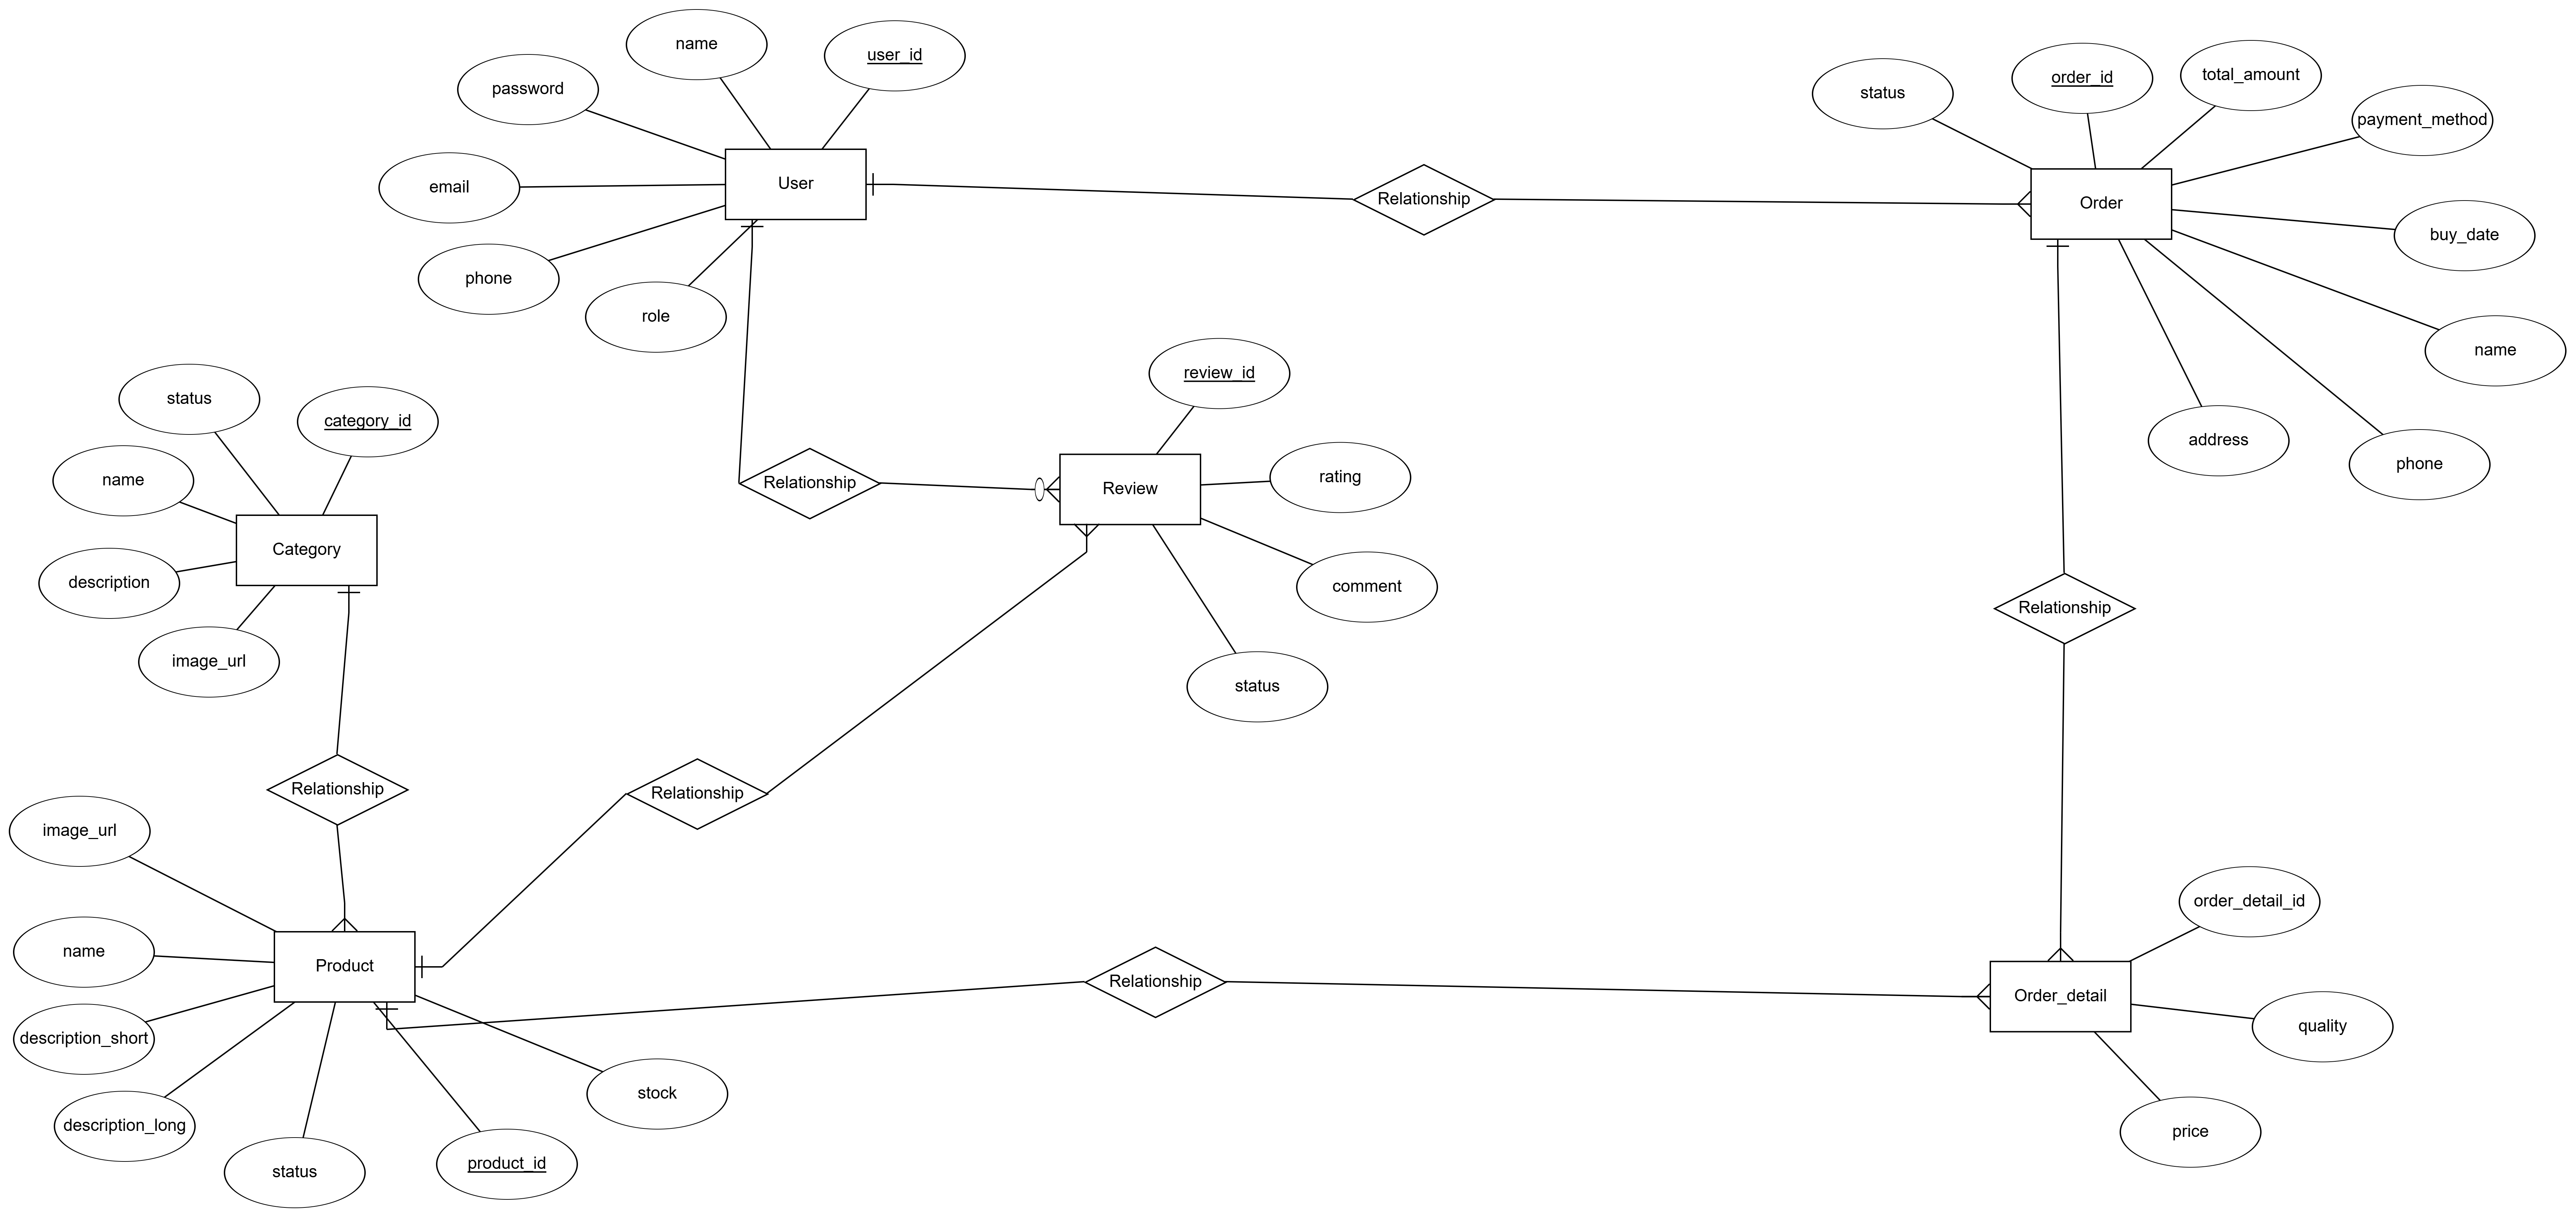 name
user_id
password
User
email
phone
role
status
order_id
total_amount
payment_method
Relationship
Order
buy_date
name
address
phone
review_id
rating
Relationship
Review
comment
status
status
category_id
name
Category
description
image_url
Relationship
Relationship
Relationship
image_url
name
Product
description_short
description_long
status
product_id
stock
Relationship
order_detail_id
Order_detail
quality
price